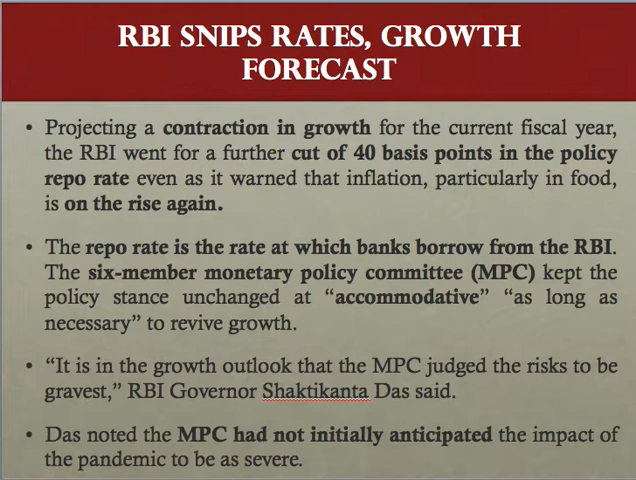 RBI SNIPS RATES, GROWTH
FORECAST
• Projecting a contraction in growth for the current fiscal year,
the RBI went for a further cut of 40 basis points in the policy
repo rate even as it warned that inflation, particularly in food,
is on the rise again.
• The repo rate is the rate at which banks borrow from the RBI.
The six-member monetary policy committee (MPC) kept the
policy stance unchanged at “accommodative” “as long as
necessary” to revive growth.
• “It is in the growth outlook that the MPC judged the risks to be
gravest,” RBI Governor Shaktikanta Das said.
• Das noted the MPC had not initially anticipated the impact of
the pandemic to be as severe.